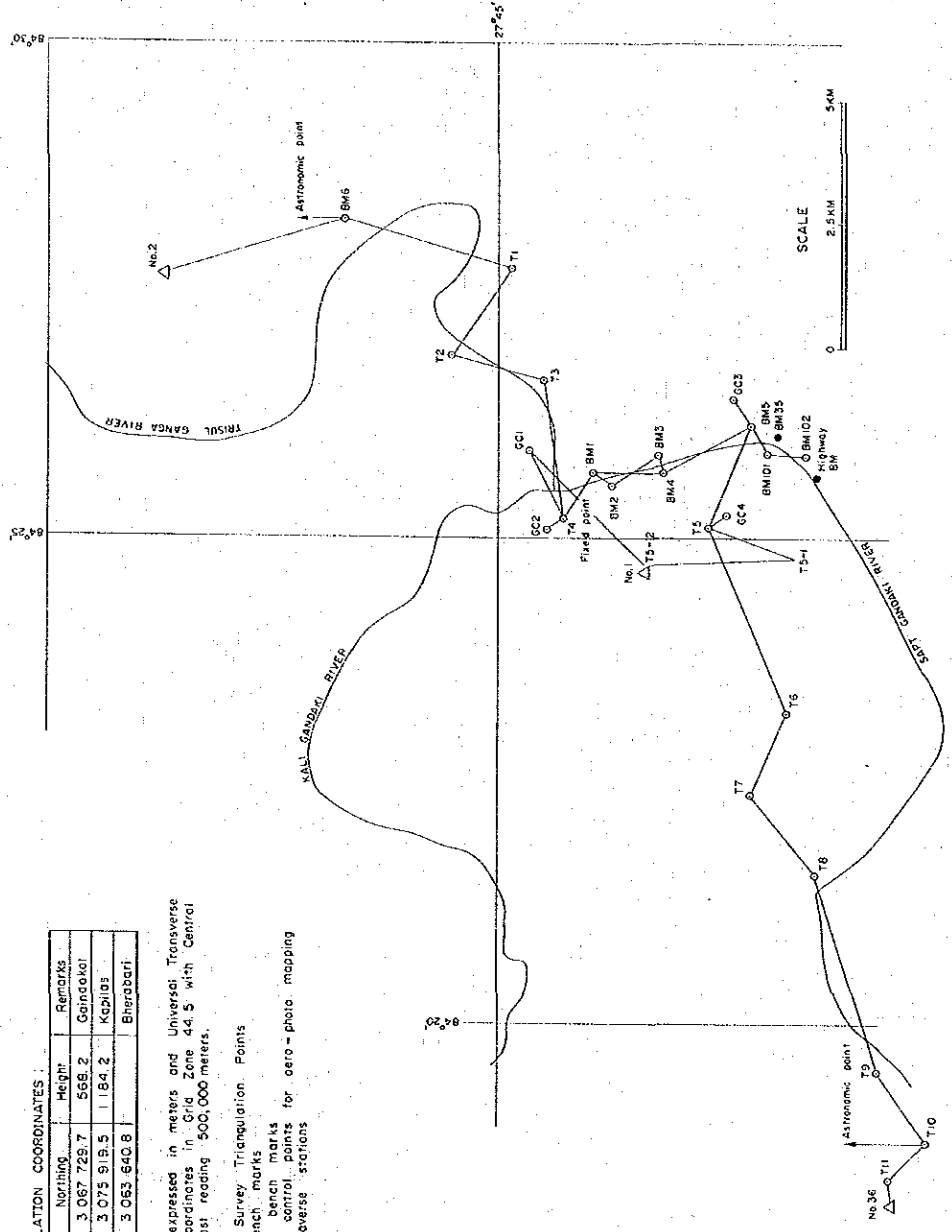 ULATION COORDINATES :
Northing Height Remarks
3 067 729.7 568.2 Gaindakot
3 075 919.5 1 184.2 Kapilas
3 063 640.8 Bherabari
expressed in meters and Universal Transverse
oordinates in Grid Zone 44.5 with Central
ast reading 500,000 meters.
Survey Triangulation Points
ench marks
bench marks
control points for aero-photo mapping
averse stations
84°30'
27°45'
No.2
Astronomic point
BM6
T1
T2
T3
TRISUL GANGA RIVER
GC1
GC2
T4
Fixed point
BM1
BM2
BM3
BM4
84°25'
No.1
T5-12
T5
GC4
T5-1
GC3
BM5
BM35
BM101
BM102
Highway
BM
KALI GANDAKI RIVER
SAPT GANDAKI RIVER
T6
T7
T8
84°20'
T9
Astronomic point
T10
T11
No.36
SCALE
0 2.5KM 5KM